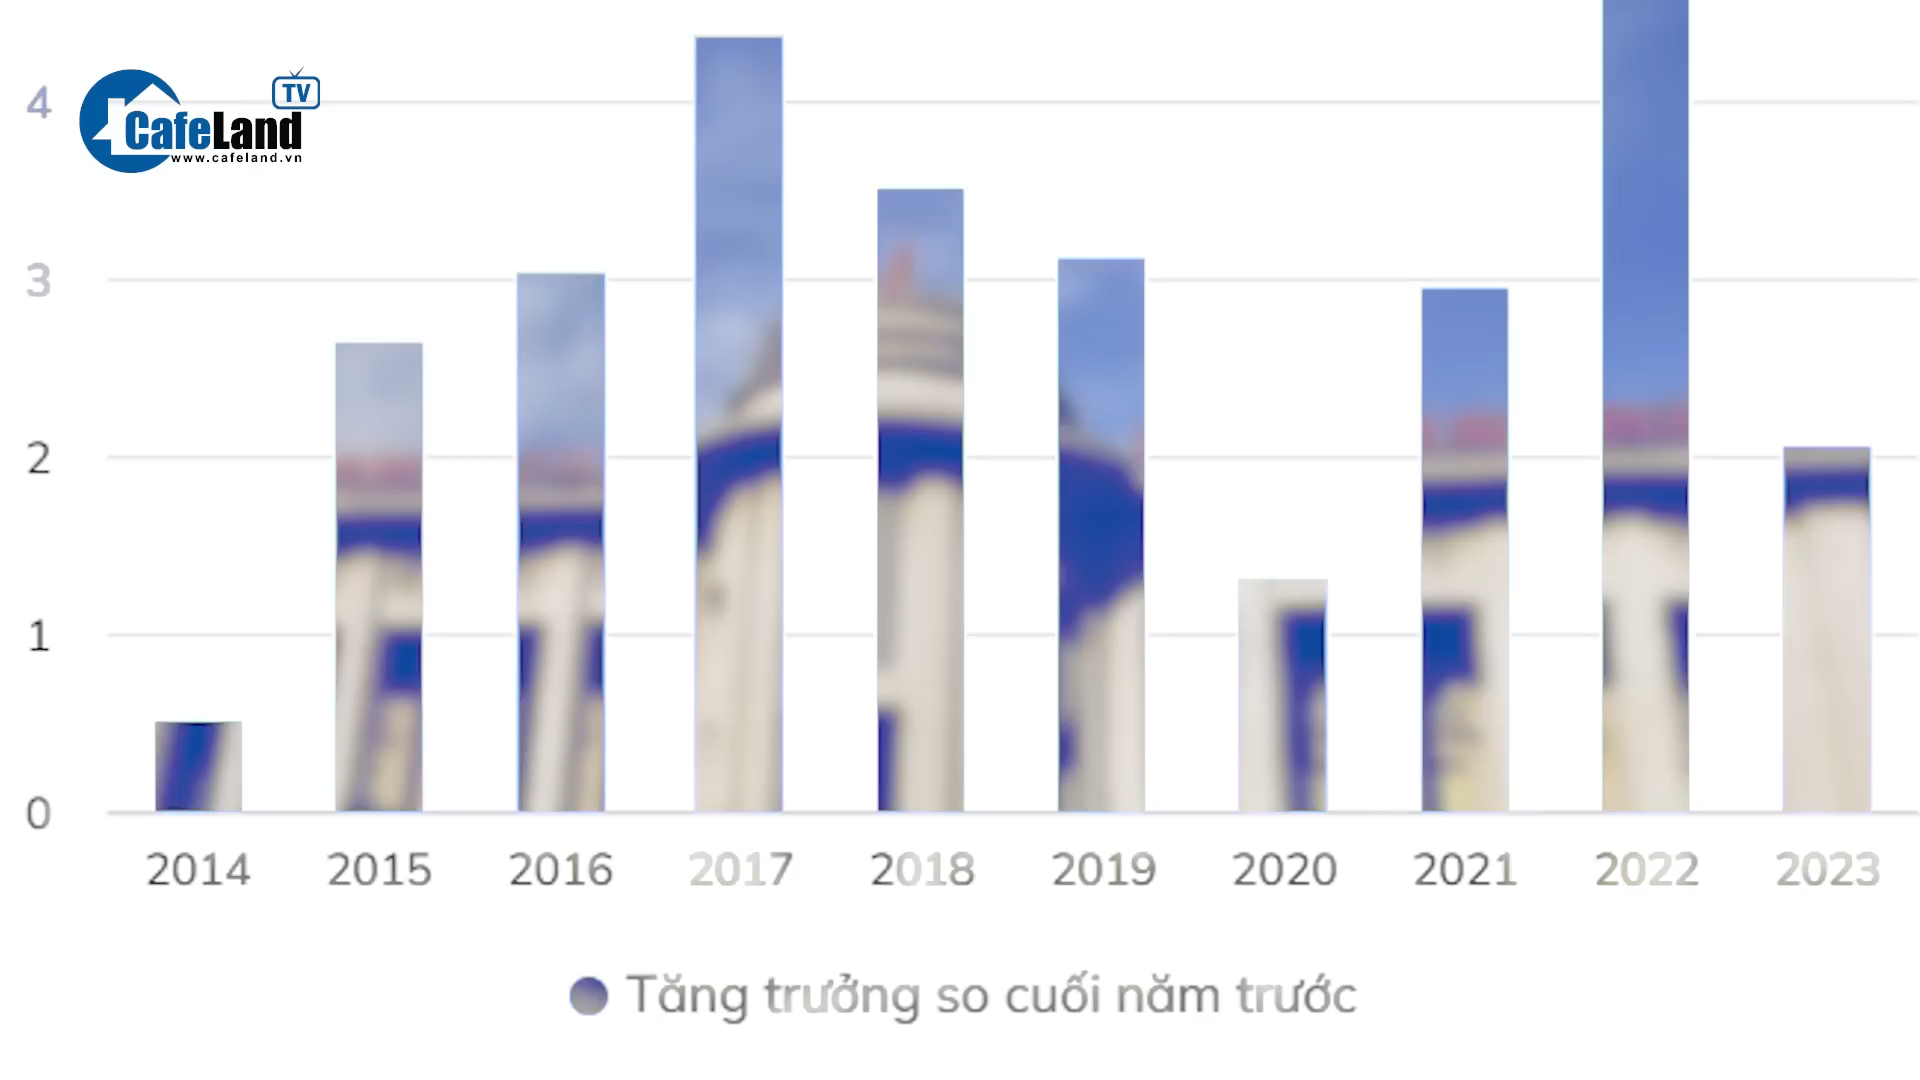 4
TV
CafeLand
www.cafeland.vn
3
2
1
0
2014 2015 2016 2017 2018 2019 2020 2021 2022 2023
Tăng trưởng so cuối năm trước